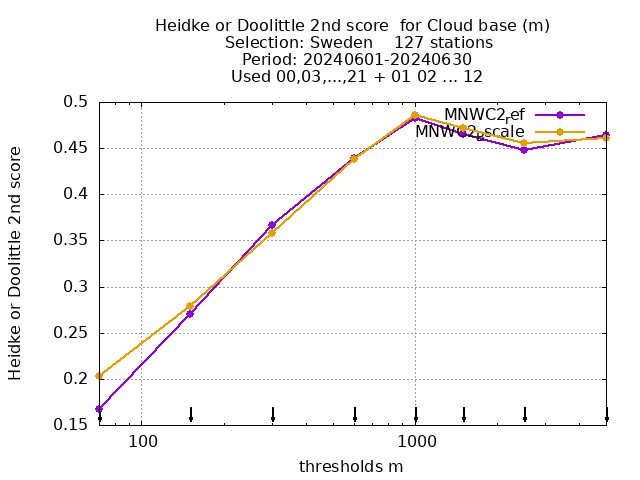 Heidke or Doolittle 2nd score  for Cloud base (m)
Selection: Sweden    127 stations
Period: 20240601-20240630
Used 00,03,...,21 + 01 02 ... 12
MNWC2_ref
MNWC2_scale
0.5
0.45
0.4
0.35
0.3
0.25
0.2
0.15
Heidke or Doolittle 2nd score
100
1000
thresholds m